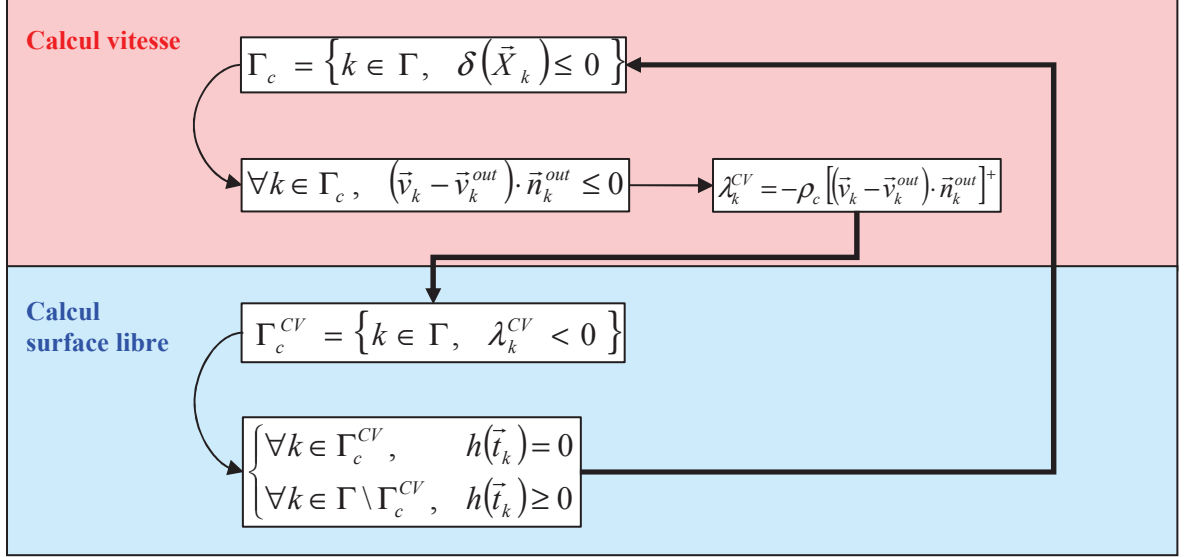 Calcul vitesse
Γ_c = {k ∈ Γ, δ(X⃗_k) ≤ 0}
∀k ∈ Γ_c, (v⃗_k − v⃗_k^out)·n⃗_k^out ≤ 0
λ_k^CV = −ρ_c [(v⃗_k − v⃗_k^out)·n⃗_k^out]^+
Calcul
surface libre
Γ_c^CV = {k ∈ Γ, λ_k^CV < 0}
{∀k ∈ Γ_c^CV, h(t⃗_k) = 0
∀k ∈ Γ \ Γ_c^CV, h(t⃗_k) ≥ 0